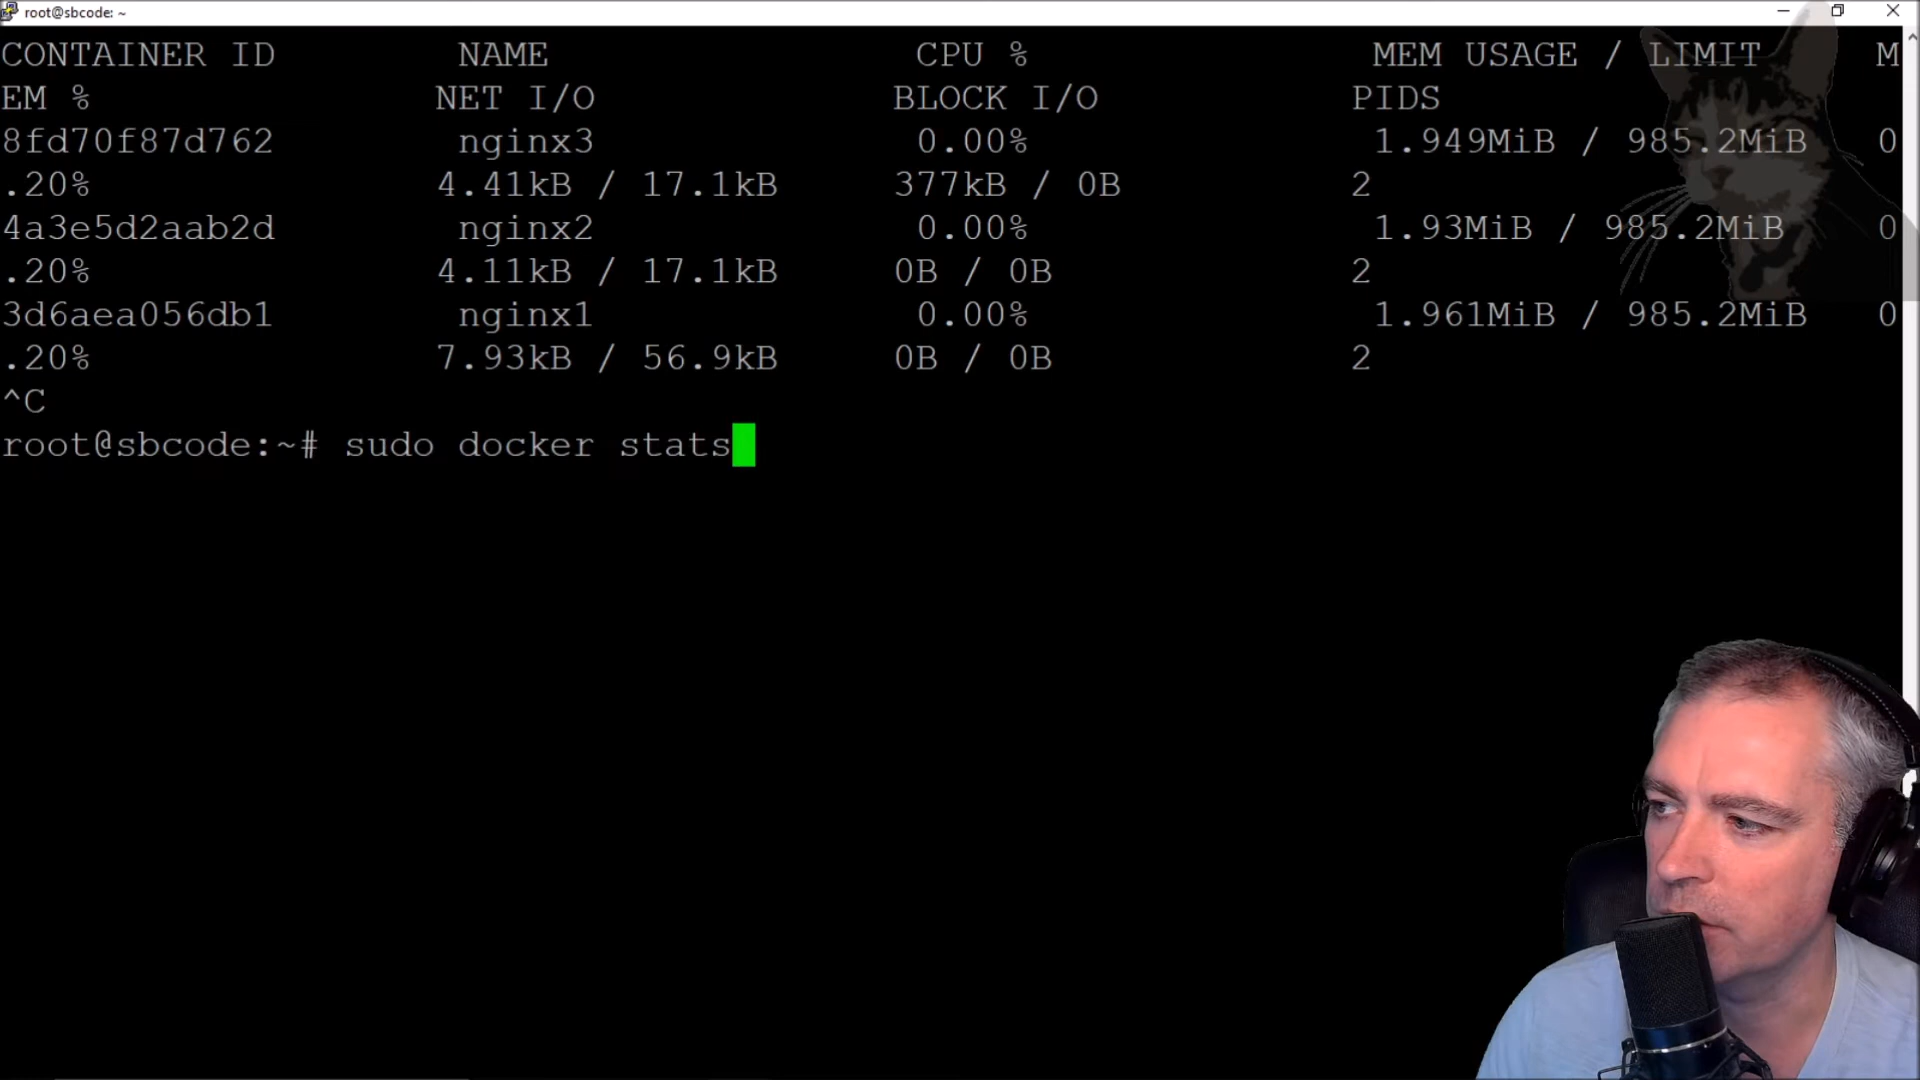 root@sbcode: ~
CONTAINER ID NAME CPU % MEM USAGE / LIMIT M
EM % NET I/O BLOCK I/O PIDS
8fd70f87d762 nginx3 0.00% 1.949MiB / 985.2MiB 0
.20% 4.41kB / 17.1kB 377kB / 0B 2
4a3e5d2aab2d nginx2 0.00% 1.93MiB / 985.2MiB 0
.20% 4.11kB / 17.1kB 0B / 0B 2
3d6aea056db1 nginx1 0.00% 1.961MiB / 985.2MiB 0
.20% 7.93kB / 56.9kB 0B / 0B 2
^C
root@sbcode:~# sudo docker stats